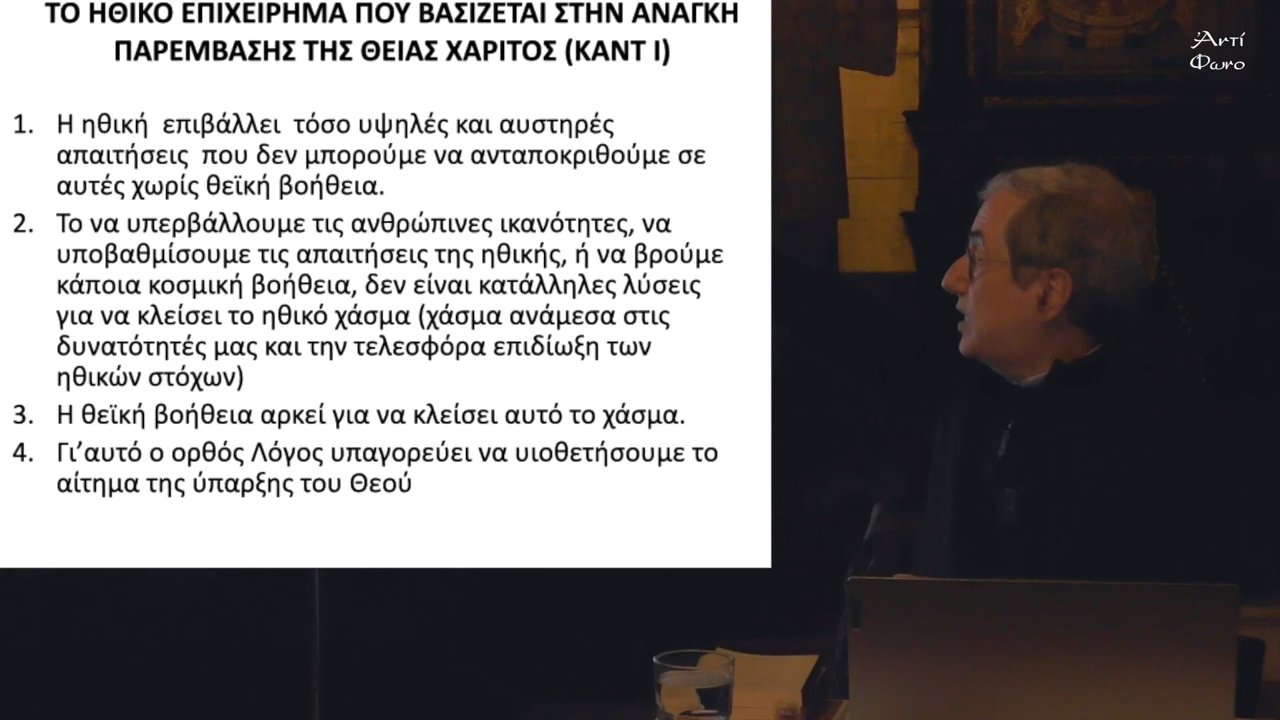 ΤΟ ΗΘΙΚΟ ΕΠΙΧΕΙΡΗΜΑ ΠΟΥ ΒΑΣΙΖΕΤΑΙ ΣΤΗΝ ΑΝΑΓΚΗ
ΠΑΡΕΜΒΑΣΗΣ ΤΗΣ ΘΕΙΑΣ ΧΑΡΙΤΟΣ (ΚΑΝΤ Ι)
1. Η ηθική επιβάλλει τόσο υψηλές και αυστηρές
απαιτήσεις που δεν μπορούμε να ανταποκριθούμε σε
αυτές χωρίς θεϊκή βοήθεια.
2. Το να υπερβάλλουμε τις ανθρώπινες ικανότητες, να
υποβαθμίσουμε τις απαιτήσεις της ηθικής, ή να βρούμε
κάποια κοσμική βοήθεια, δεν είναι κατάλληλες λύσεις
για να κλείσει το ηθικό χάσμα (χάσμα ανάμεσα στις
δυνατότητές μας και την τελεσφόρα επιδίωξη των
ηθικών στόχων)
3. Η θεϊκή βοήθεια αρκεί για να κλείσει αυτό το χάσμα.
4. Γι’αυτό ο ορθός Λόγος υπαγορεύει να υιοθετήσουμε το
αίτημα της ύπαρξης του Θεού
Ἀντί
Φωνο